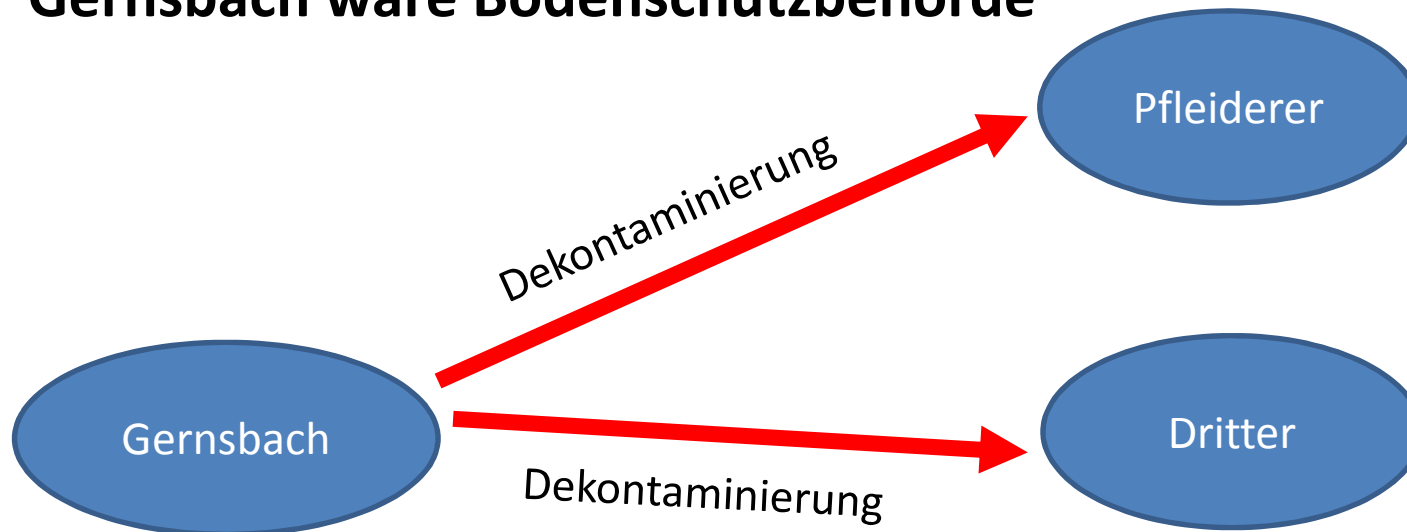 Gernsbach wäre Bodenschutzbehörde
Pfleiderer
Dekontaminierung
Gernsbach
Dritter
Dekontaminierung